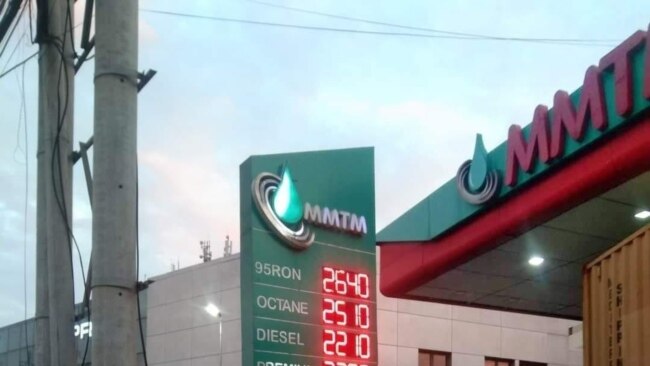 MMTM
95RON 2640
OCTANE 2510
DIESEL 2210
MMTM